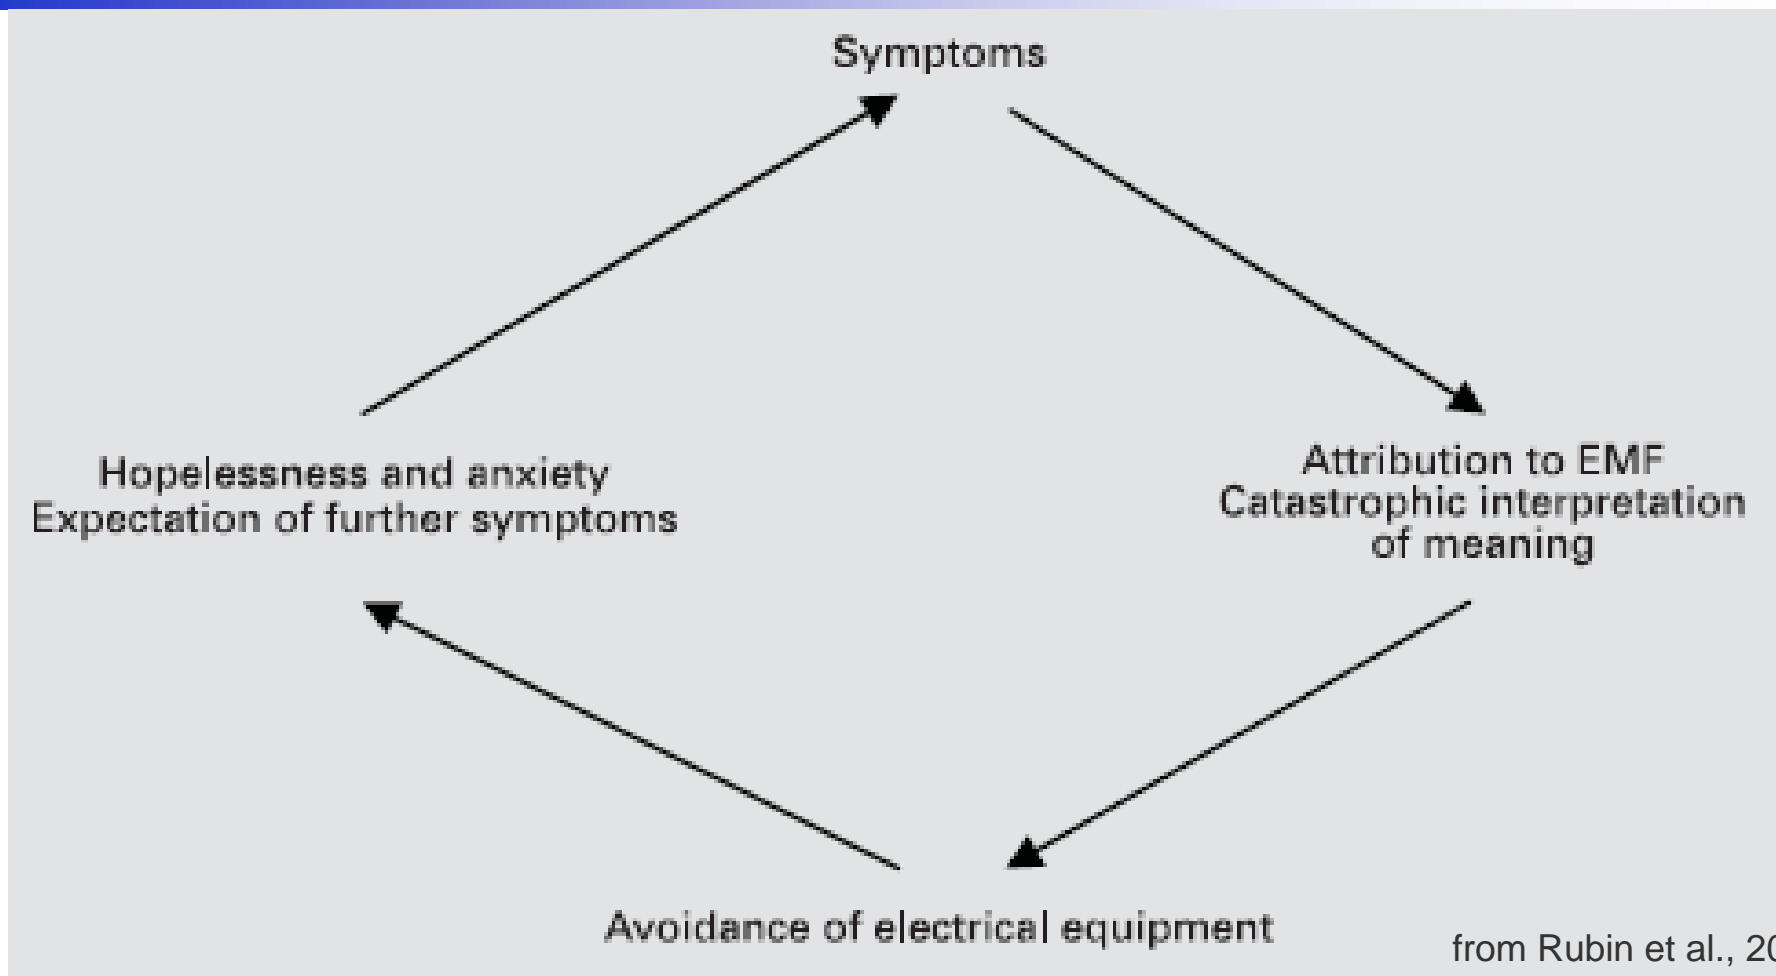 Symptoms
Hopelessness and anxiety
Expectation of further symptoms
Attribution to EMF
Catastrophic interpretation
of meaning
Avoidance of electrical equipment
from Rubin et al.,